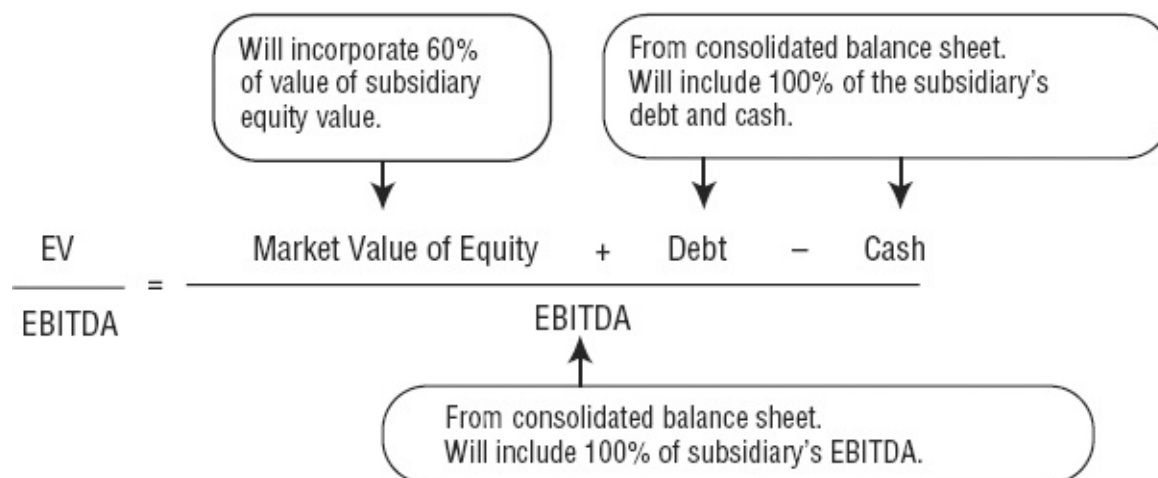 Will incorporate 60%
of value of subsidiary
equity value.
From consolidated balance sheet.
Will include 100% of the subsidiary’s
debt and cash.
EV
EBITDA
=
Market Value of Equity + Debt – Cash
EBITDA
From consolidated balance sheet.
Will include 100% of subsidiary’s EBITDA.